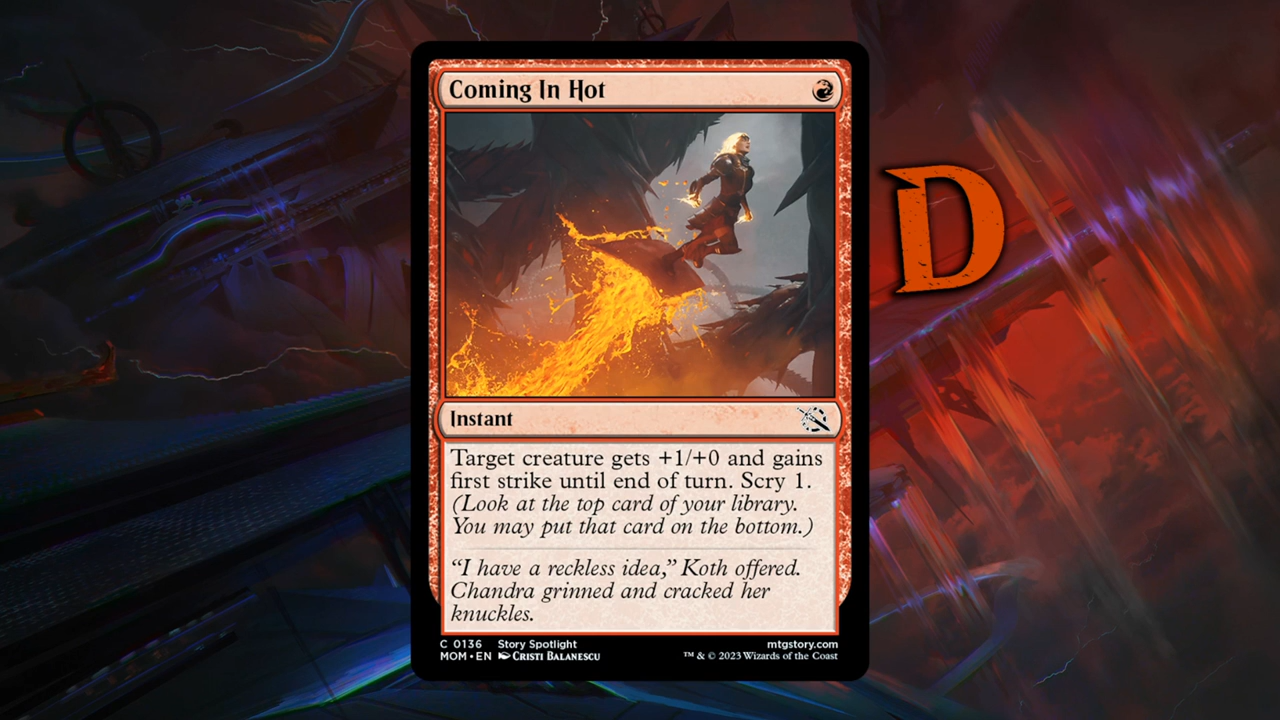 Coming In Hot
D
Instant
Target creature gets +1/+0 and gains
first strike until end of turn. Scry 1.
(Look at the top card of your library.
You may put that card on the bottom.)
“I have a reckless idea,” Koth offered.
Chandra grinned and cracked her
knuckles.
C 0136 Story Spotlight mtgstory.com
MOM • EN Cristi Balanescu ™ & © 2023 Wizards of the Coast